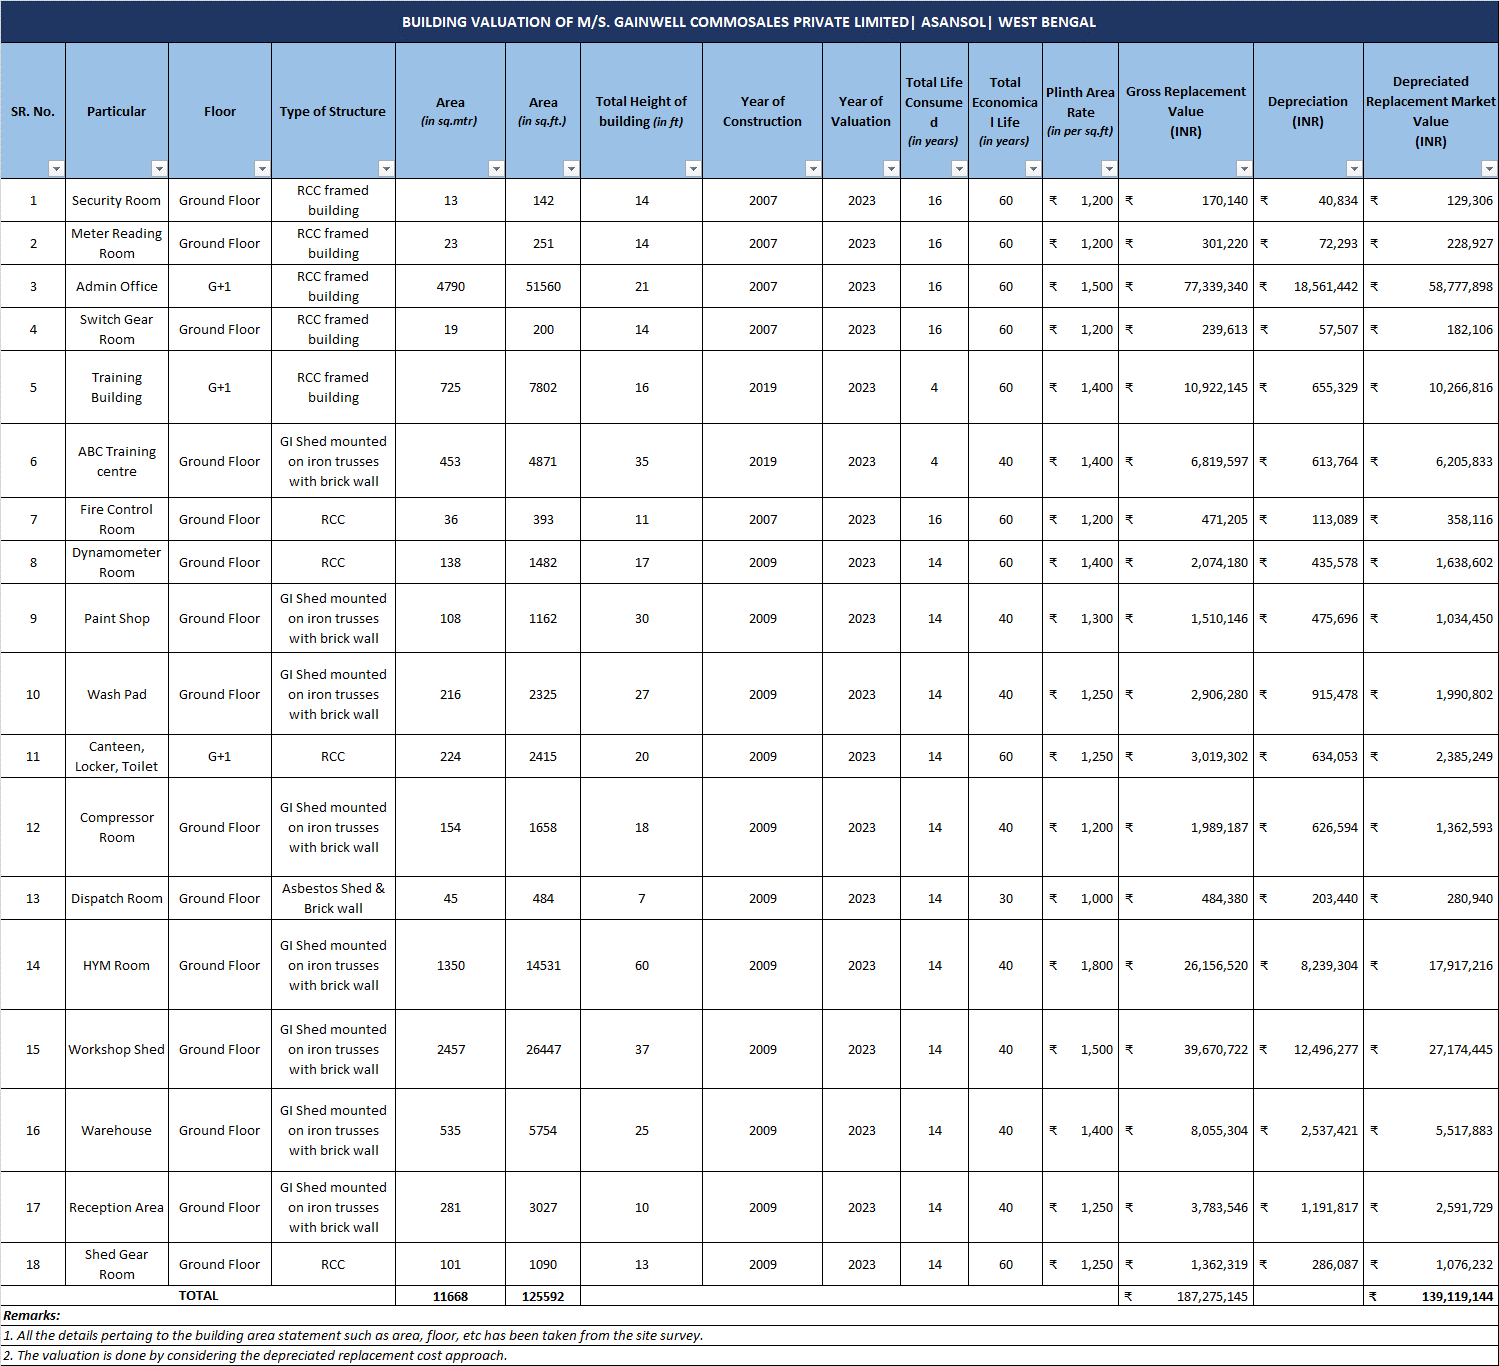 BUILDING VALUATION OF M/S. GAINWELL COMMOSALES PRIVATE LIMITED| ASANSOL| WEST BENGAL
SR. No. Particular Floor Type of Structure Area (in sq.mtr) Area (in sq.ft.) Total Height of building (in ft) Year of Construction Year of Valuation Total Life Consumed (in years) Total Economical Life (in years) Plinth Area Rate (in per sq.ft) Gross Replacement Value (INR) Depreciation (INR) Depreciated Replacement Market Value (INR)
1 Security Room Ground Floor RCC framed building 13 142 14 2007 2023 16 60 ₹ 1,200 ₹ 170,140 ₹ 40,834 ₹ 129,306
2 Meter Reading Room Ground Floor RCC framed building 23 251 14 2007 2023 16 60 ₹ 1,200 ₹ 301,220 ₹ 72,293 ₹ 228,927
3 Admin Office G+1 RCC framed building 4790 51560 21 2007 2023 16 60 ₹ 1,500 ₹ 77,339,340 ₹ 18,561,442 ₹ 58,777,898
4 Switch Gear Room Ground Floor RCC framed building 19 200 14 2007 2023 16 60 ₹ 1,200 ₹ 239,613 ₹ 57,507 ₹ 182,106
5 Training Building G+1 RCC framed building 725 7802 16 2019 2023 4 60 ₹ 1,400 ₹ 10,922,145 ₹ 655,329 ₹ 10,266,816
6 ABC Training centre Ground Floor GI Shed mounted on iron trusses with brick wall 453 4871 35 2019 2023 4 40 ₹ 1,400 ₹ 6,819,597 ₹ 613,764 ₹ 6,205,833
7 Fire Control Room Ground Floor RCC 36 393 11 2007 2023 16 60 ₹ 1,200 ₹ 471,205 ₹ 113,089 ₹ 358,116
8 Dynamometer Room Ground Floor RCC 138 1482 17 2009 2023 14 60 ₹ 1,400 ₹ 2,074,180 ₹ 435,578 ₹ 1,638,602
9 Paint Shop Ground Floor GI Shed mounted on iron trusses with brick wall 108 1162 30 2009 2023 14 40 ₹ 1,300 ₹ 1,510,146 ₹ 475,696 ₹ 1,034,450
10 Wash Pad Ground Floor GI Shed mounted on iron trusses with brick wall 216 2325 27 2009 2023 14 40 ₹ 1,250 ₹ 2,906,280 ₹ 915,478 ₹ 1,990,802
11 Canteen, Locker, Toilet G+1 RCC 224 2415 20 2009 2023 14 60 ₹ 1,250 ₹ 3,019,302 ₹ 634,053 ₹ 2,385,249
12 Compressor Room Ground Floor GI Shed mounted on iron trusses with brick wall 154 1658 18 2009 2023 14 40 ₹ 1,200 ₹ 1,989,187 ₹ 626,594 ₹ 1,362,593
13 Dispatch Room Ground Floor Asbestos Shed & Brick wall 45 484 7 2009 2023 14 30 ₹ 1,000 ₹ 484,380 ₹ 203,440 ₹ 280,940
14 HYM Room Ground Floor GI Shed mounted on iron trusses with brick wall 1350 14531 60 2009 2023 14 40 ₹ 1,800 ₹ 26,156,520 ₹ 8,239,304 ₹ 17,917,216
15 Workshop Shed Ground Floor GI Shed mounted on iron trusses with brick wall 2457 26447 37 2009 2023 14 40 ₹ 1,500 ₹ 39,670,722 ₹ 12,496,277 ₹ 27,174,445
16 Warehouse Ground Floor GI Shed mounted on iron trusses with brick wall 535 5754 25 2009 2023 14 40 ₹ 1,400 ₹ 8,055,304 ₹ 2,537,421 ₹ 5,517,883
17 Reception Area Ground Floor GI Shed mounted on iron trusses with brick wall 281 3027 10 2009 2023 14 40 ₹ 1,250 ₹ 3,783,546 ₹ 1,191,817 ₹ 2,591,729
18 Shed Gear Room Ground Floor RCC 101 1090 13 2009 2023 14 60 ₹ 1,250 ₹ 1,362,319 ₹ 286,087 ₹ 1,076,232
TOTAL 11668 125592 ₹ 187,275,145 ₹ 139,119,144
Remarks:
1. All the details pertaing to the building area statement such as area, floor, etc has been taken from the site survey.
2. The valuation is done by considering the depreciated replacement cost approach.